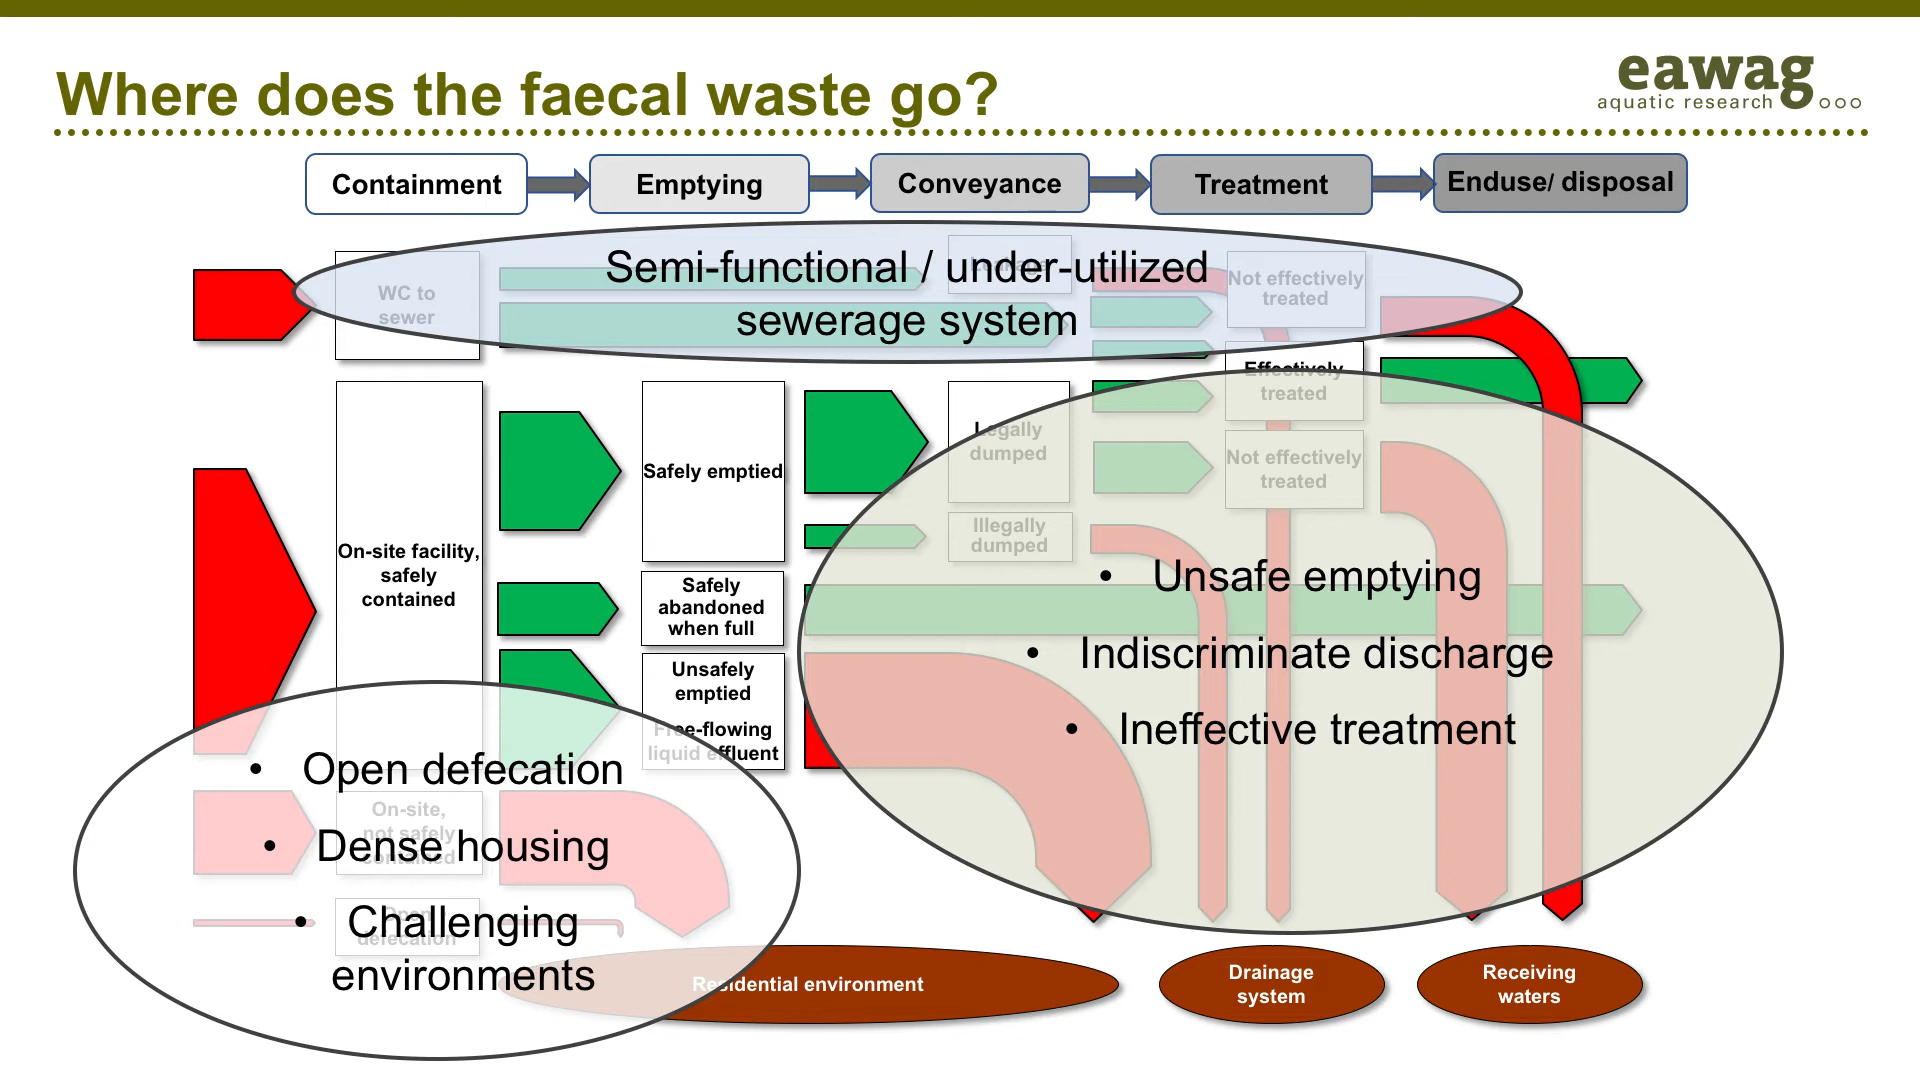 Where does the faecal waste go?
eawag
aquatic research
Containment
Emptying
Conveyance
Treatment
Enduse/ disposal
Semi-functional / under-utilized
sewerage system
WC to
sewer
Not effectively
treated
Effectively
treated
Legally
dumped
Not effectively
treated
Illegally
dumped
Safely emptied
On-site facility,
safely
contained
Safely
abandoned
when full
Unsafely
emptied
Free-flowing
liquid effluent
• Unsafe emptying
• Indiscriminate discharge
• Ineffective treatment
• Open defecation
• Dense housing
• Challenging
environments
On-site,
not safely
contained
Open
defecation
Residential environment
Drainage
system
Receiving
waters